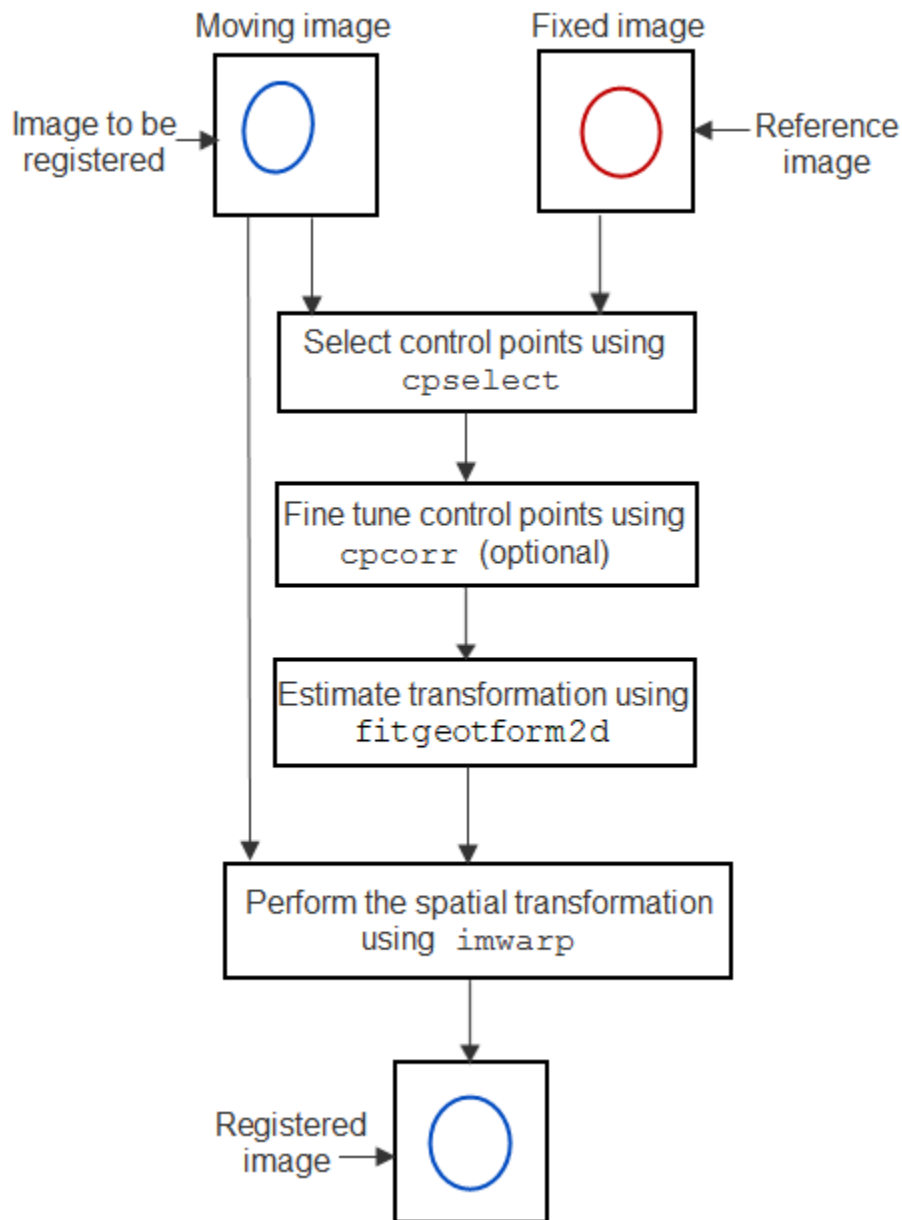 Moving image
Fixed image
Image to be
registered
Reference
image
Select control points using
cpselect
Fine tune control points using
cpcorr (optional)
Estimate transformation using
fitgeotform2d
Perform the spatial transformation
using imwarp
Registered
image